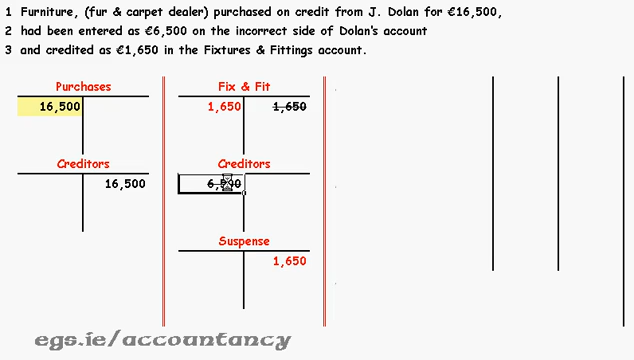 1 Furniture, (fur & carpet dealer) purchased on credit from J. Dolan for €16,500,
2 had been entered as €6,500 on the incorrect side of Dolan's account
3 and credited as €1,650 in the Fixtures & Fittings account.
Purchases
16,500
Fix & Fit
1,650 1,650
Creditors
16,500
Creditors
6,500
Suspense
1,650
egs.ie/accountancy